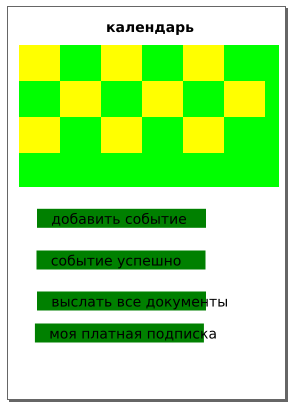 календарь
добавить событие
событие успешно
выслать все документы
моя платная подписка